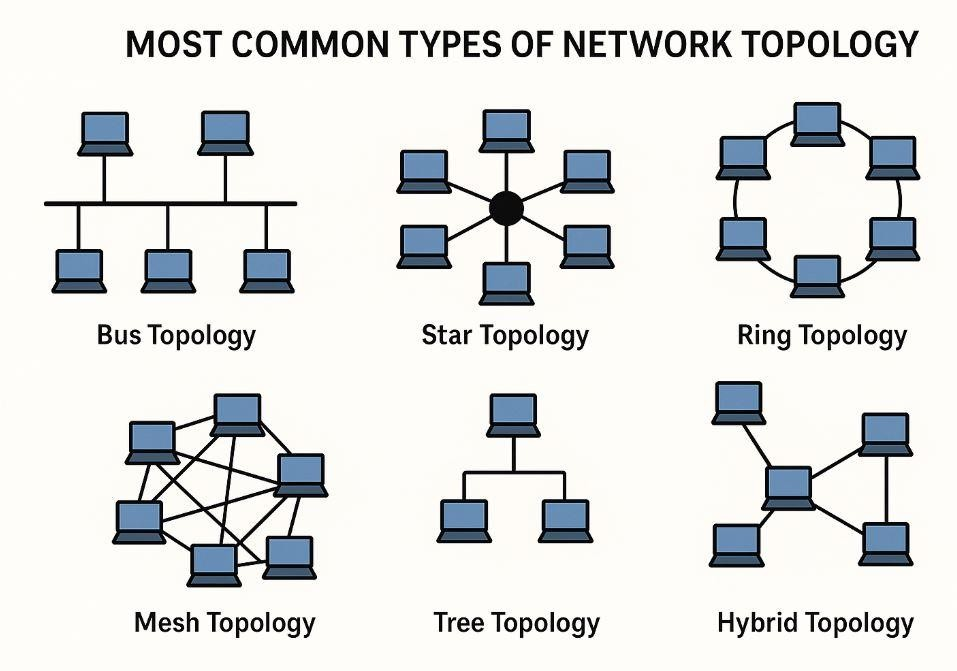 MOST COMMON TYPES OF NETWORK TOPOLOGY
Bus Topology
Star Topology
Ring Topology
Mesh Topology
Tree Topology
Hybrid Topology